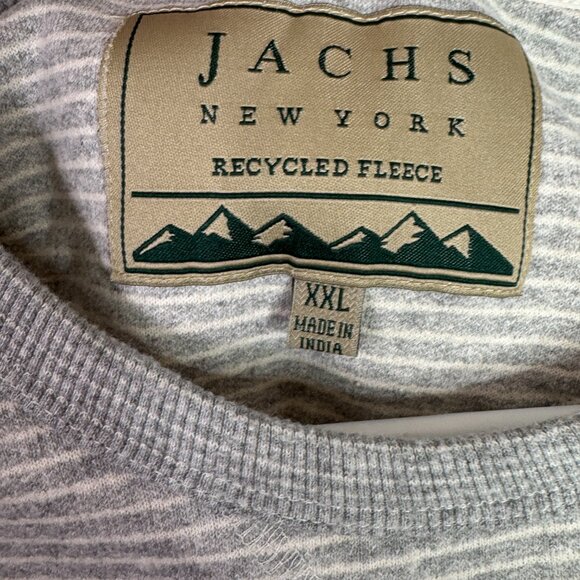 JACHS
NEW YORK
RECYCLED FLEECE
XXL
MADE IN
INDIA